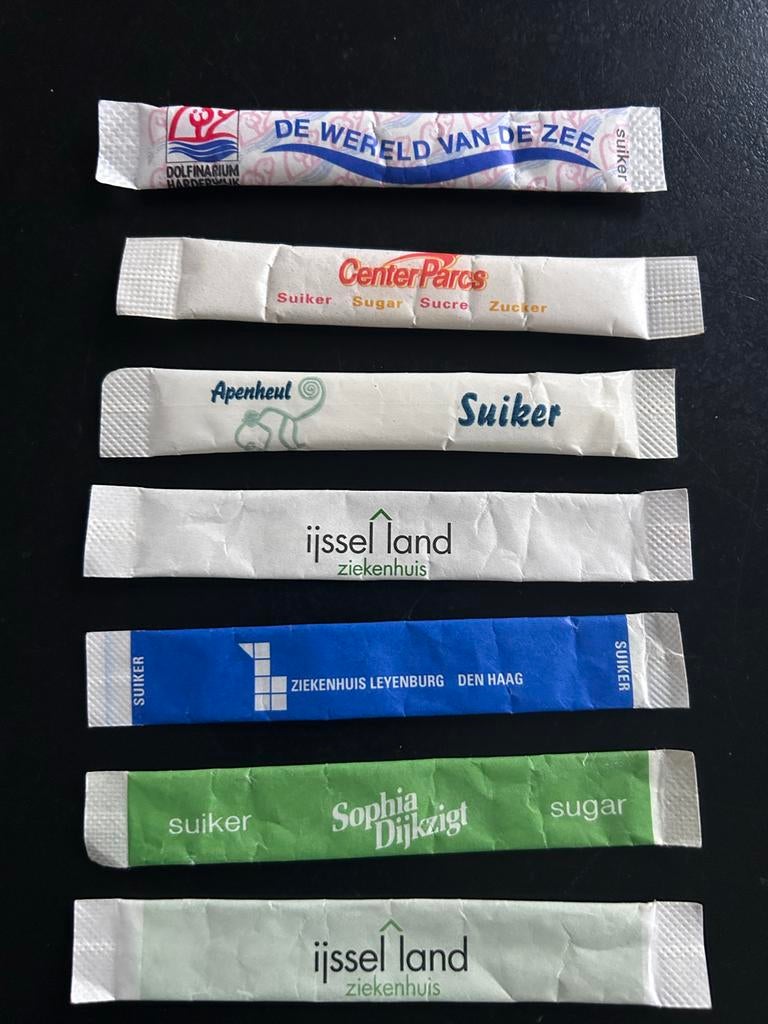 DE WERELD VAN DE ZEE
suiker
DOLFINARIUM
HARDERWIJK
CenterParcs
Suiker Sugar Sucre Zucker
Apenheul
Suiker
ijssel land
ziekenhuis
SUIKER
ZIEKENHUIS LEYENBURG DEN HAAG
SUIKER
suiker
Sophia
Dijkzigt
sugar
ijssel land
ziekenhuis